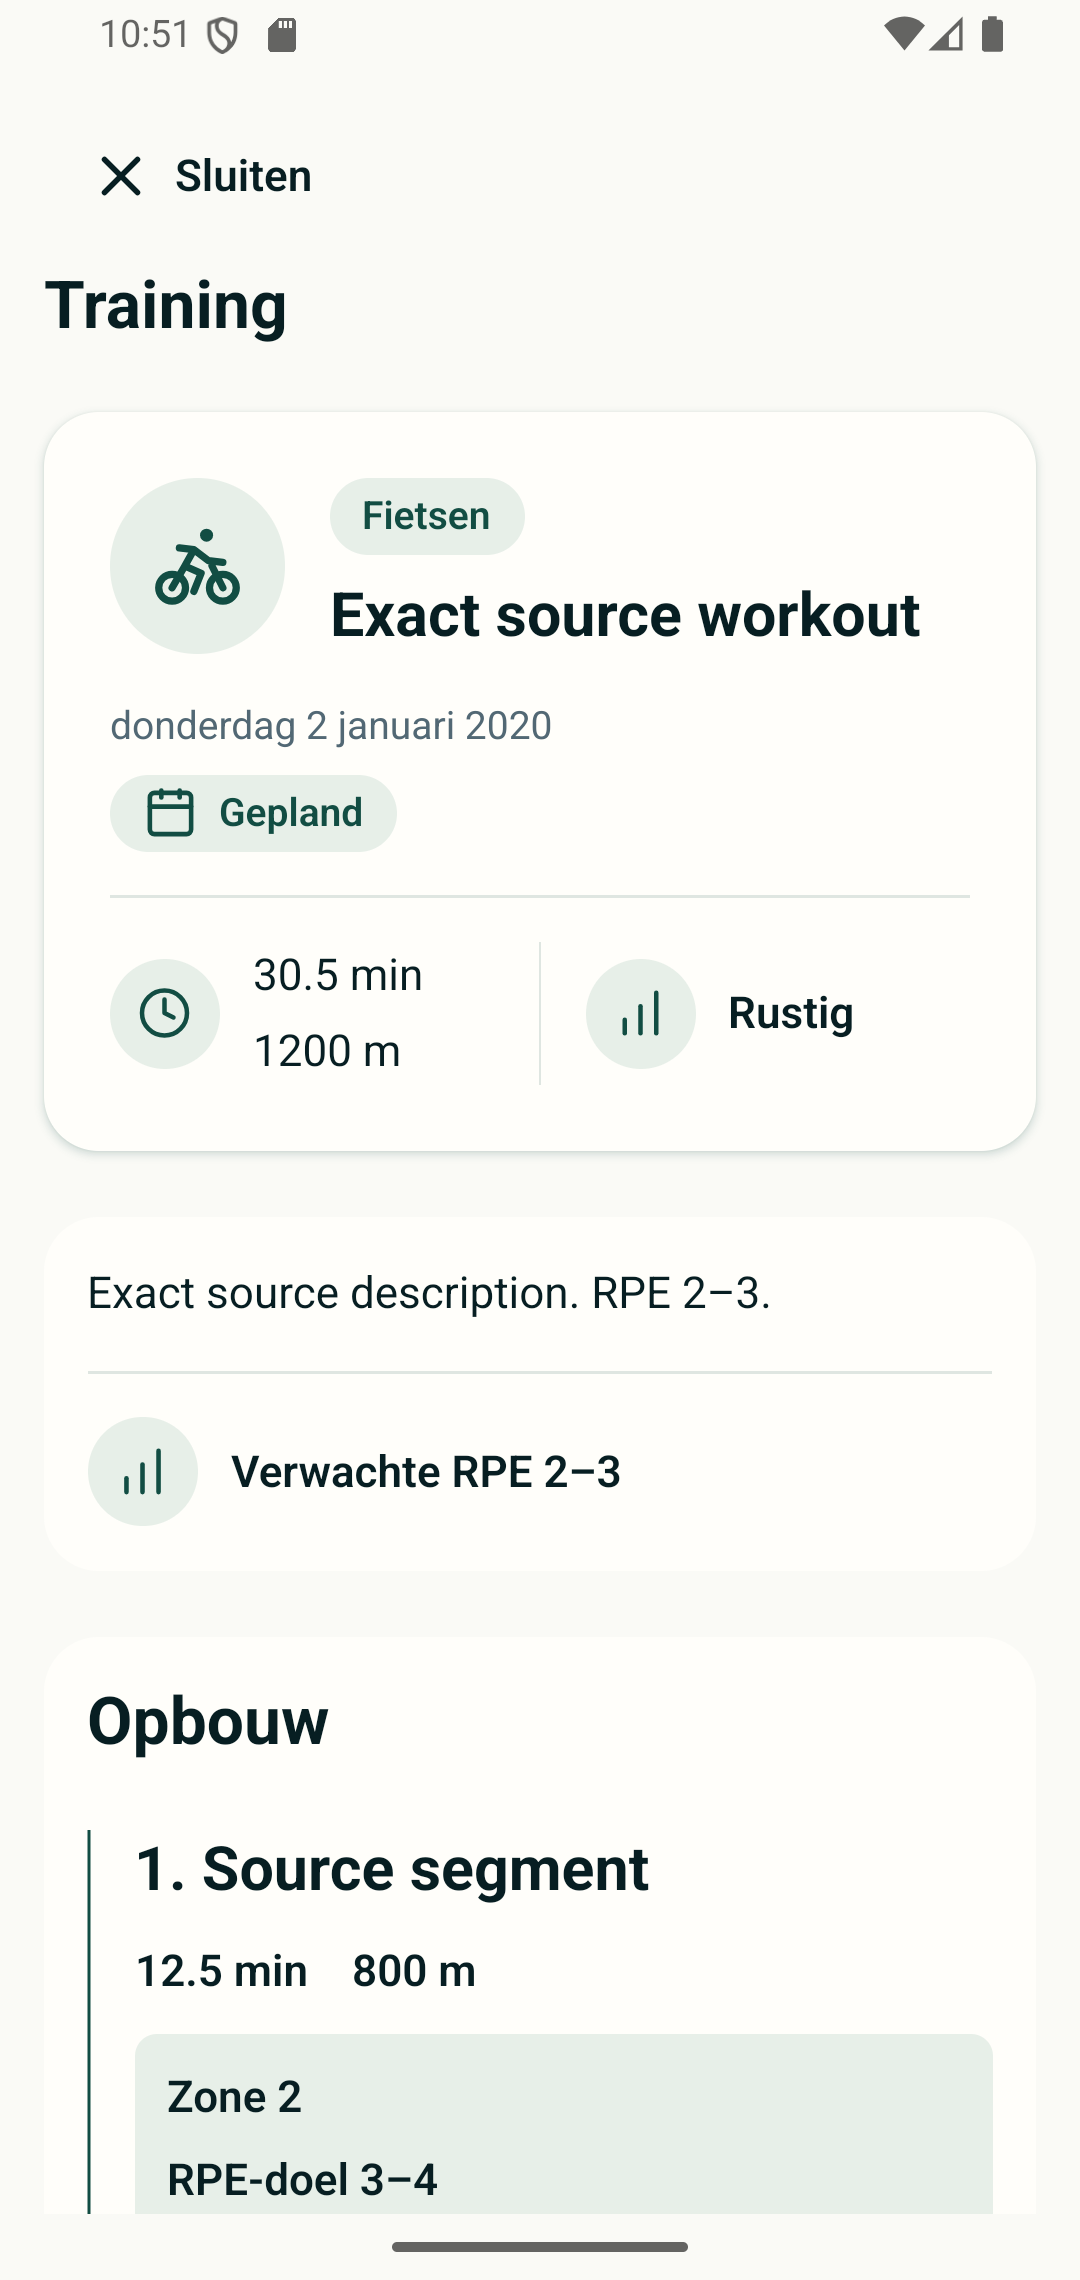 10:51
Sluiten
Training
Fietsen
Exact source workout
donderdag 2 januari 2020
Gepland
30.5 min
1200 m
Rustig
Exact source description. RPE 2–3.
Verwachte RPE 2–3
Opbouw
1. Source segment
12.5 min 800 m
Zone 2
RPE-doel 3–4